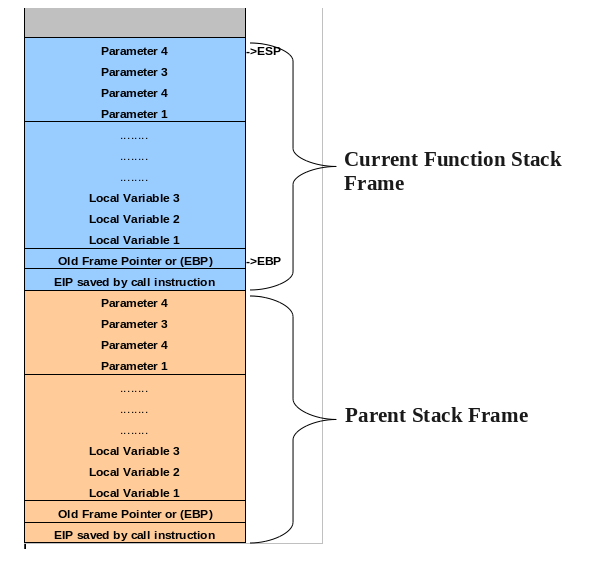 Parameter 4
->ESP
Parameter 3
Parameter 4
Parameter 1
........
........
........
Local Variable 3
Local Variable 2
Local Variable 1
Old Frame Pointer or (EBP)
->EBP
EIP saved by call instruction
Current Function Stack
Frame
Parameter 4
Parameter 3
Parameter 4
Parameter 1
........
........
........
Local Variable 3
Local Variable 2
Local Variable 1
Old Frame Pointer or (EBP)
EIP saved by call instruction
Parent Stack Frame